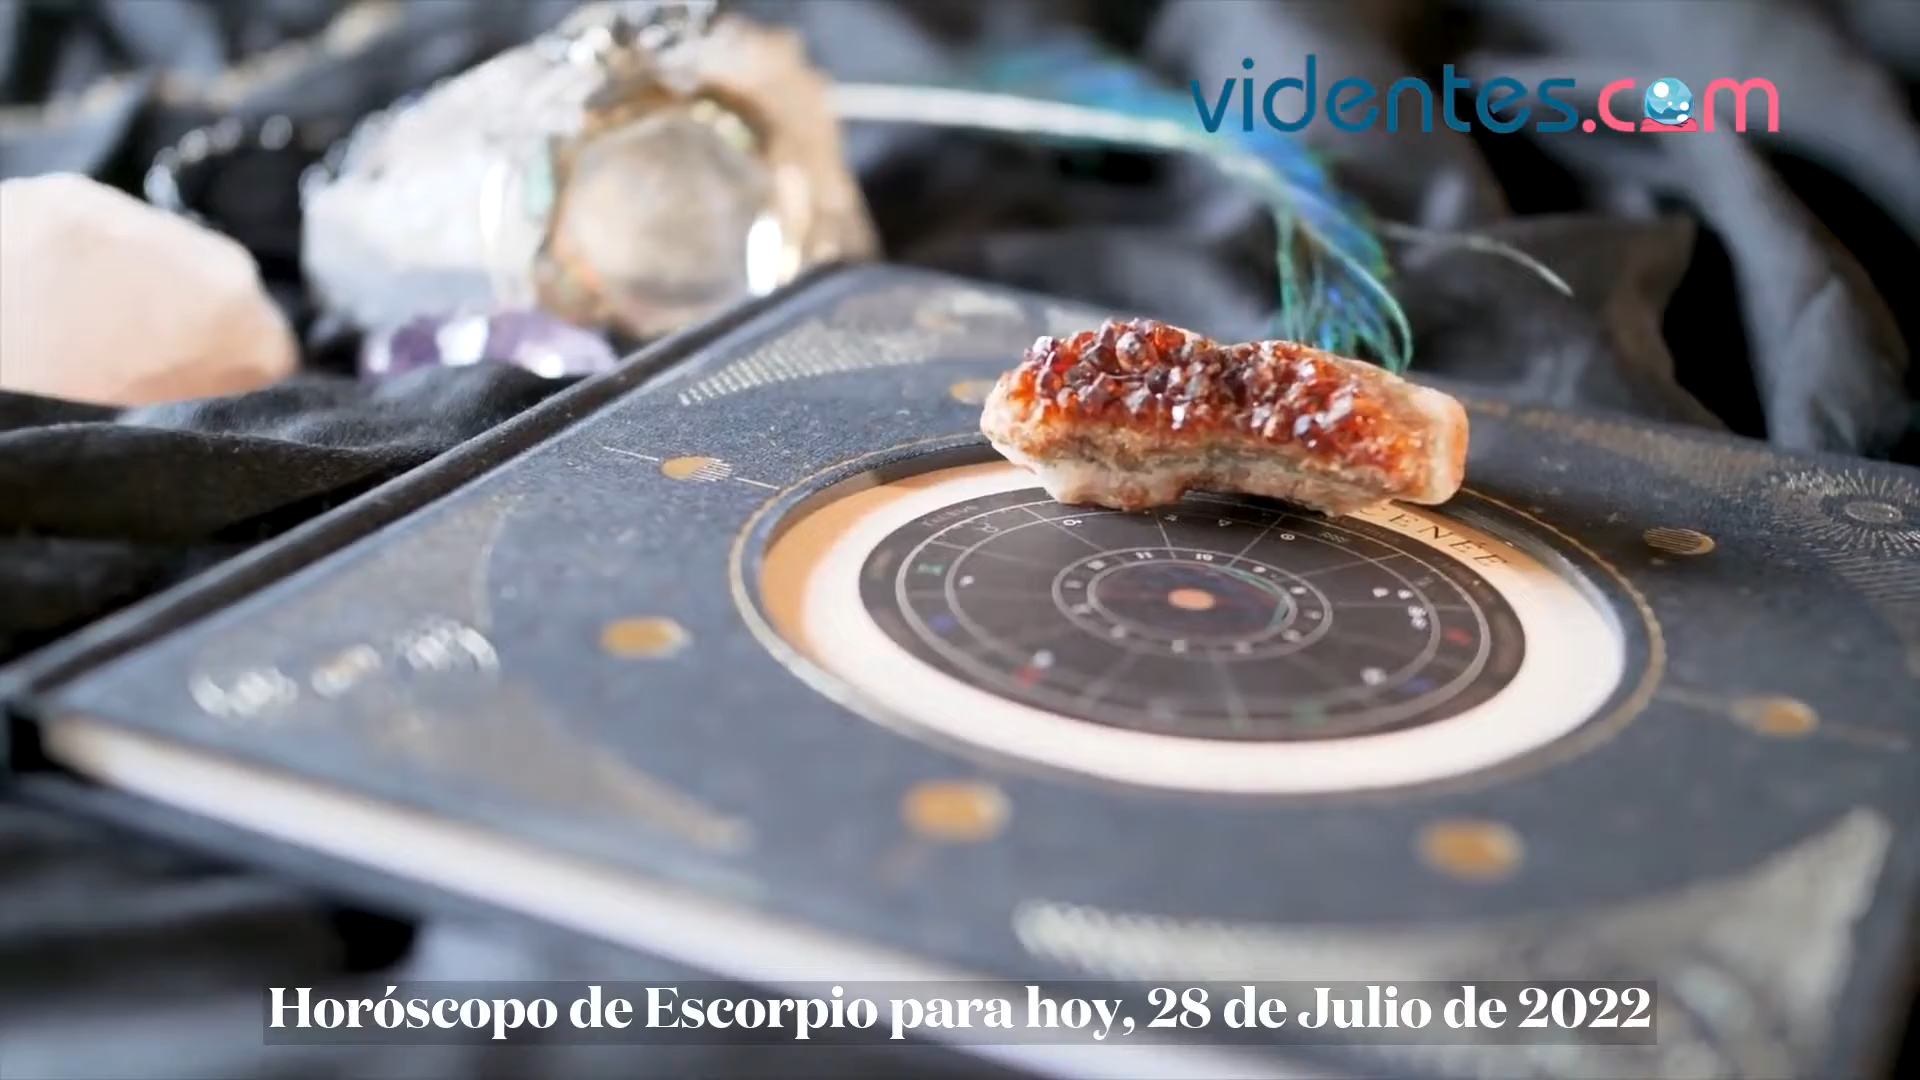 videntes.com
Horóscopo de Escorpio para hoy, 28 de Julio de 2022